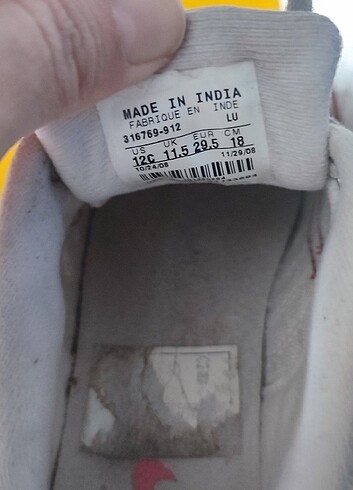 MADE IN INDIA
FABRIQUE EN INDE
316769-912 LU
US UK EUR CM
12C 11.5 29.5 18
10/24/08 11/29/08